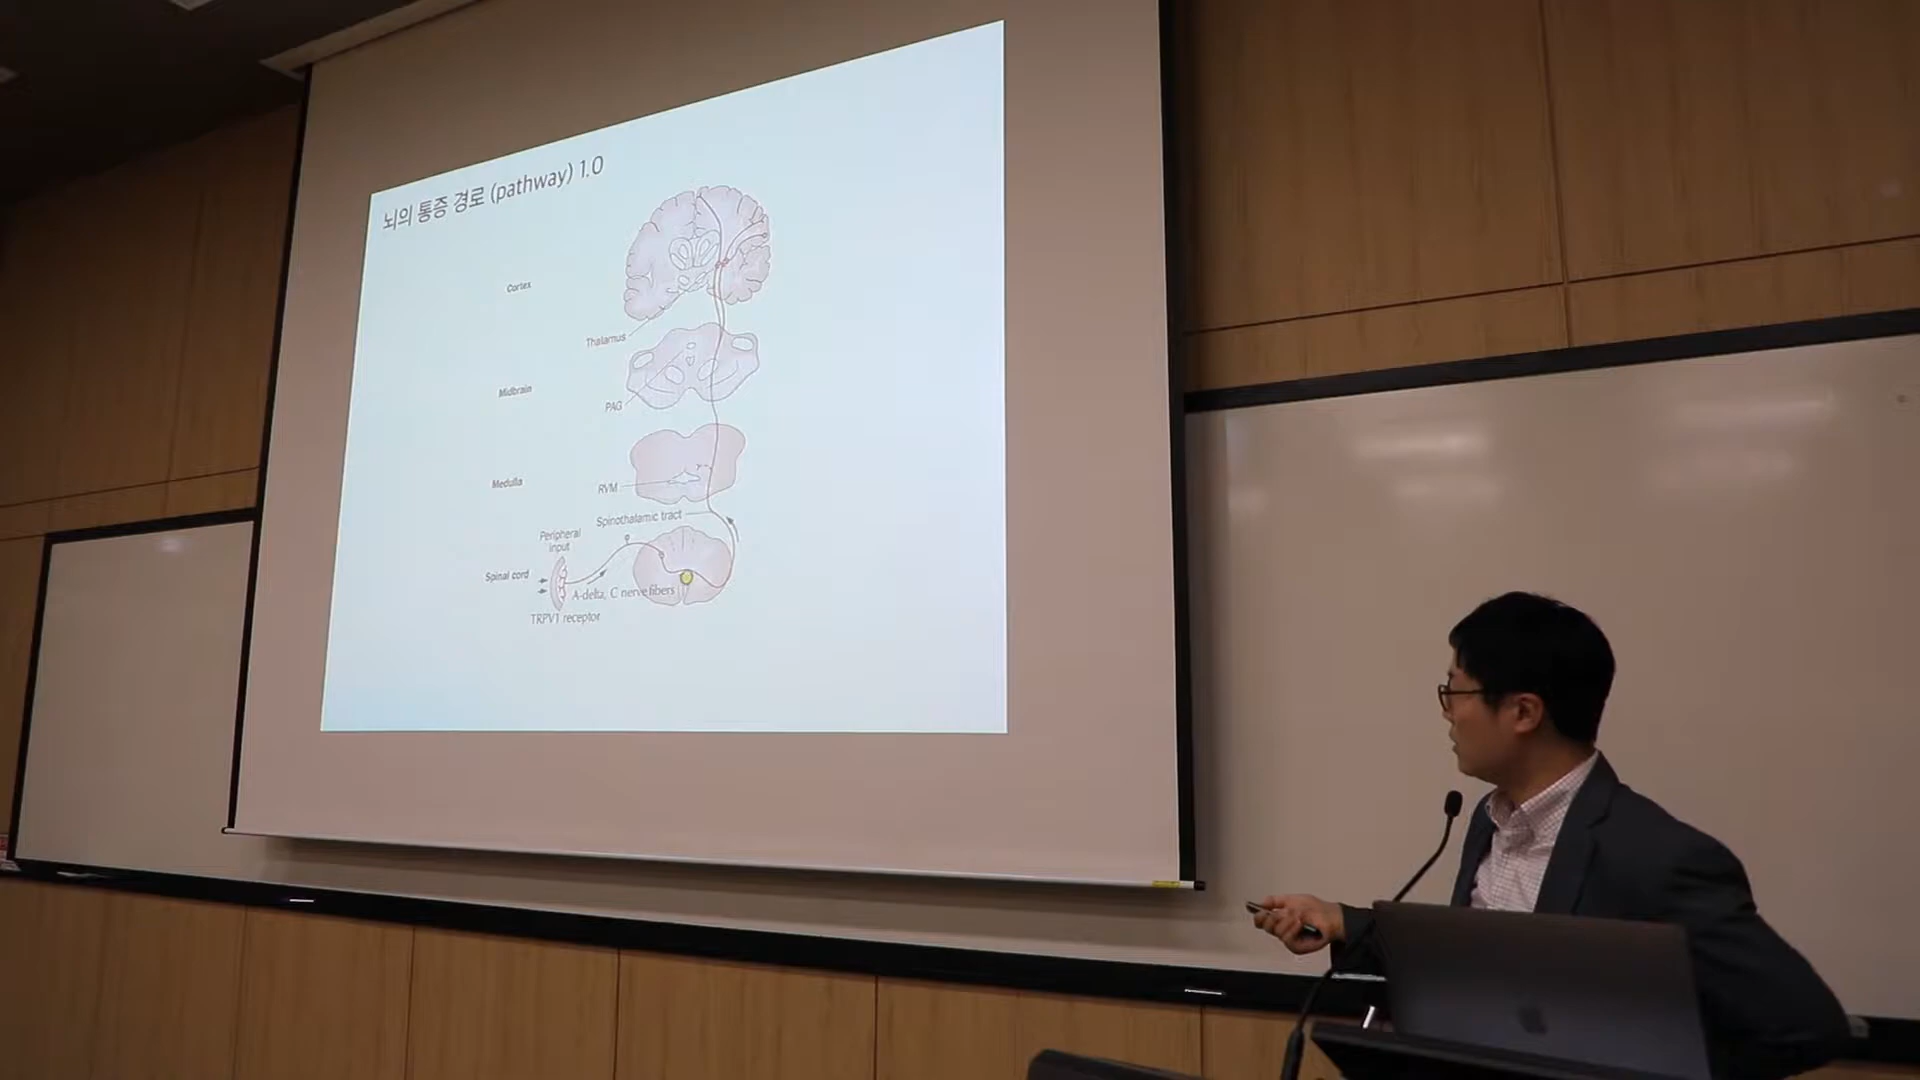 뇌의 통증 경로 (pathway) 1.0
Cortex
Thalamus
Midbrain
PAG
Medulla
RVM
Spinothalamic tract
Peripheral
input
Spinal cord
A-delta, C nerve fibers
TRPV1 receptor